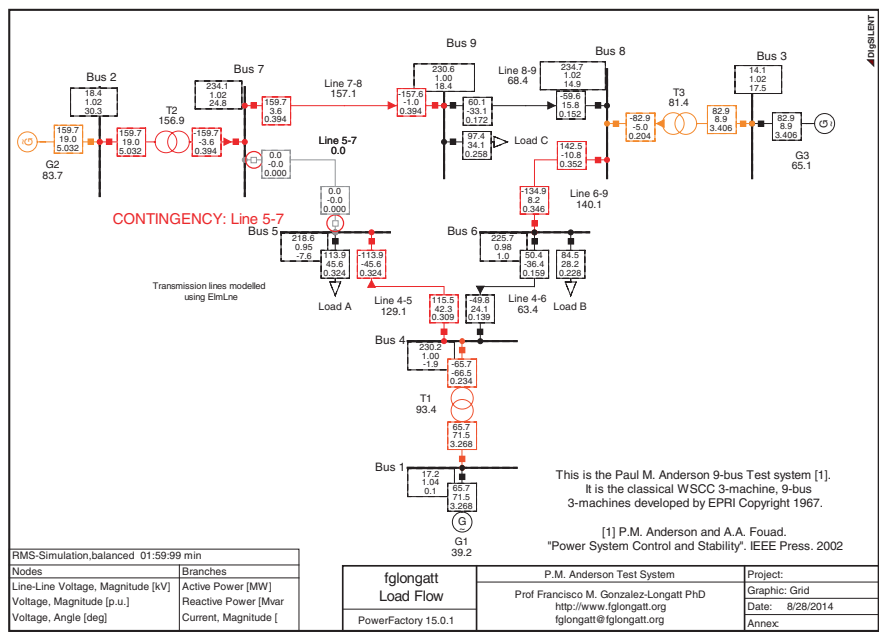 DIgSILENT
Bus 2
18.4
1.02
30.3
Bus 7
234.1
1.02
24.8
Line 7-8
157.1
Bus 9
230.6
1.00
18.4
Line 8-9
68.4
Bus 8
234.7
1.02
14.9
Bus 3
14.1
1.02
17.5
G
G2
83.7
159.7
19.0
5.032
159.7
19.0
5.032
T2
156.9
-159.7
-3.6
0.394
159.7
3.6
0.394
-157.6
-1.0
0.394
60.1
-33.1
0.172
-59.6
15.8
0.152
-82.9
-5.0
0.204
T3
81.4
82.9
8.9
3.406
82.9
8.9
3.406
G
G3
65.1
97.4
34.1
0.258
Load C
Line 5-7
0.0
0.0
-0.0
0.000
142.5
-10.8
0.352
Line 6-9
140.1
0.0
-0.0
0.000
-134.9
8.2
0.346
CONTINGENCY: Line 5-7
Bus 5
218.6
0.95
-7.6
113.9
45.6
0.324
-113.9
-45.6
0.324
Load A
Bus 6
225.7
0.98
1.0
50.4
-36.4
0.159
84.5
28.2
0.228
Load B
Transmission lines modelled
using ElmLne
Line 4-5
129.1
115.5
42.3
0.309
-49.8
24.1
0.139
Line 4-6
63.4
Bus 4
230.2
1.00
-1.9
-65.7
-66.5
0.234
T1
93.4
65.7
71.5
3.268
Bus 1
17.2
1.04
0.1
65.7
71.5
3.268
G
G1
39.2
This is the Paul M. Anderson 9-bus Test system [1].
It is the classical WSCC 3-machine, 9-bus
3-machines developed by EPRI Copyright 1967.
[1] P.M. Anderson and A.A. Fouad.
"Power System Control and Stability". IEEE Press. 2002
RMS-Simulation,balanced 01:59:99 min
Nodes
Branches
Line-Line Voltage, Magnitude [kV]
Active Power [MW]
Voltage, Magnitude [p.u.]
Reactive Power [Mvar
Voltage, Angle [deg]
Current, Magnitude [
fglongatt
Load Flow
PowerFactory 15.0.1
P.M. Anderson Test System
Prof Francisco M. Gonzalez-Longatt PhD
http://www.fglongatt.org
fglongatt@fglongatt.org
Project:
Graphic: Grid
Date: 8/28/2014
Annex: